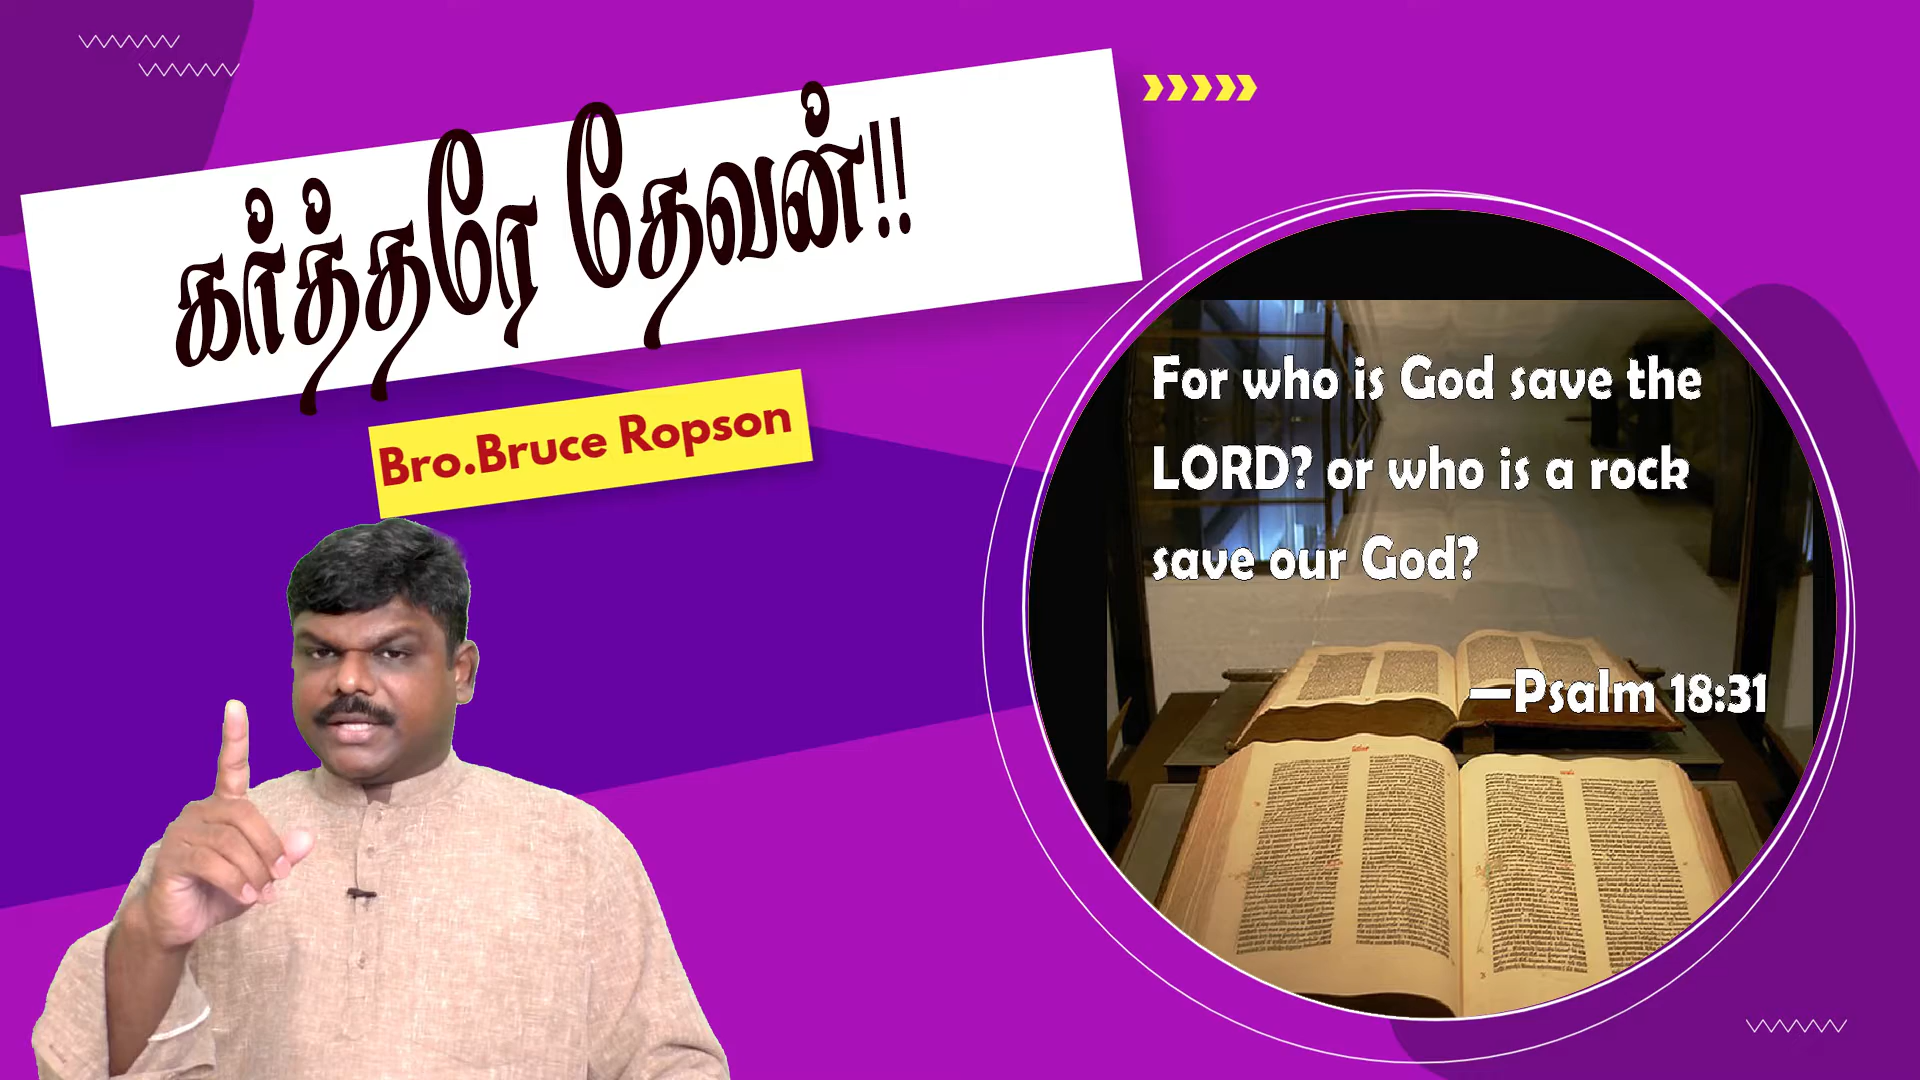 கர்த்தரே தேவன்!!
Bro.Bruce Ropson
For who is God save the
LORD? or who is a rock
save our God?
—Psalm 18:31